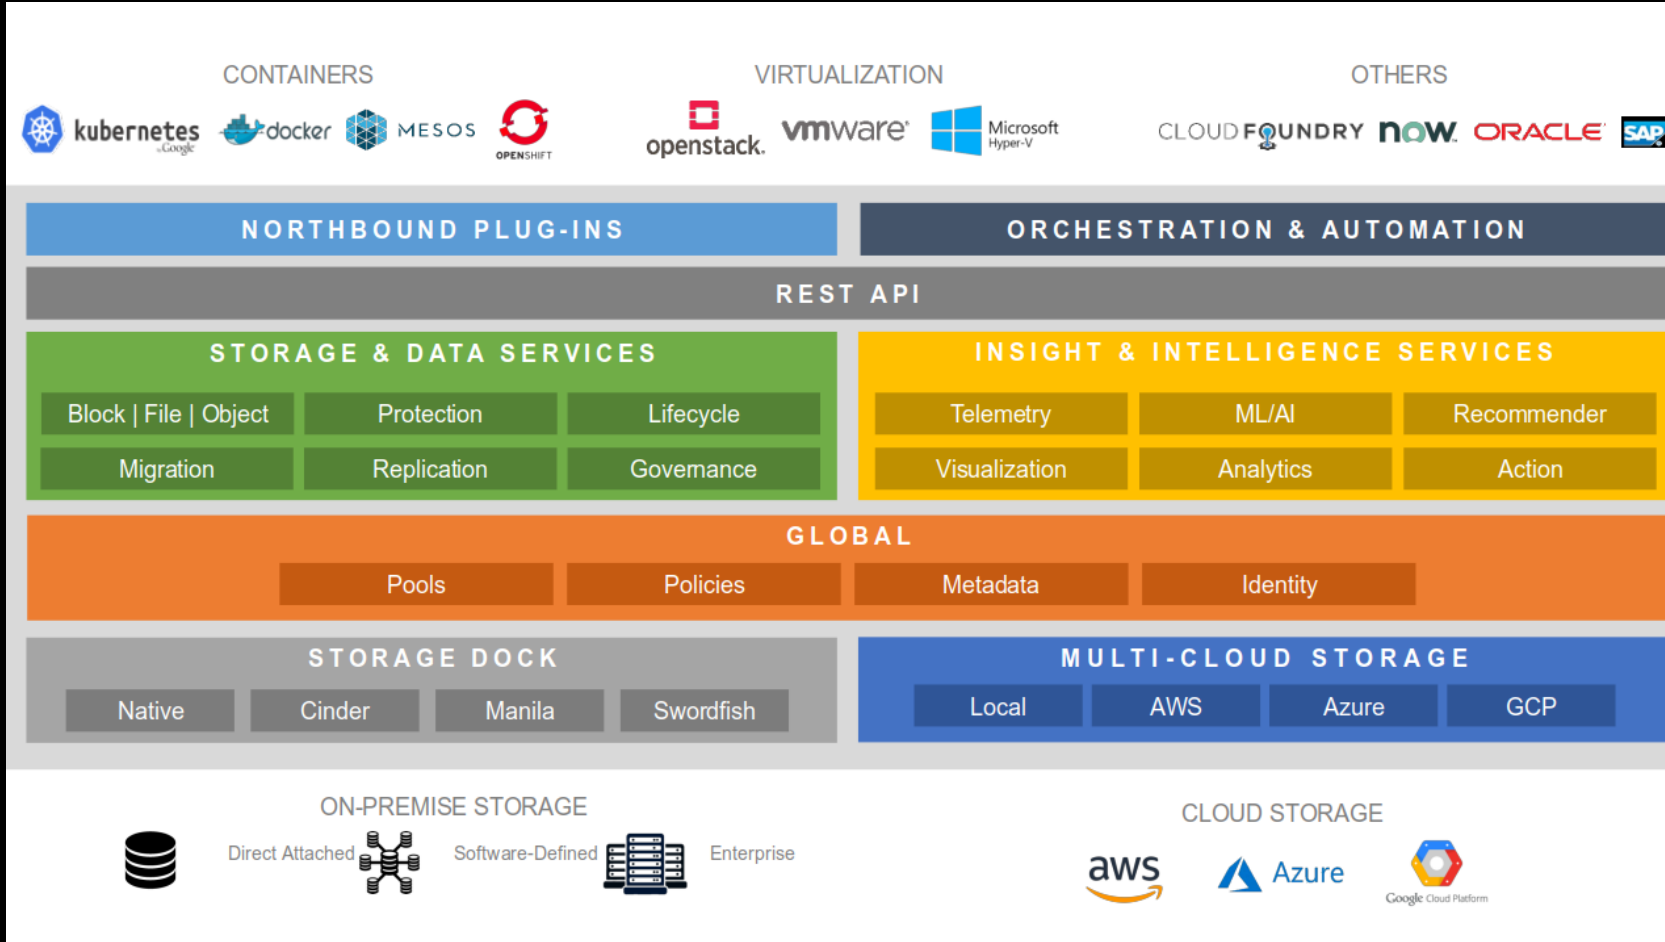 CONTAINERS VIRTUALIZATION OTHERS
kubernetes by Google docker MESOS OPENSHIFT openstack. vmware Microsoft Hyper-V CLOUD FOUNDRY now. ORACLE SAP
NORTHBOUND PLUG-INS ORCHESTRATION & AUTOMATION
REST API
STORAGE & DATA SERVICES INSIGHT & INTELLIGENCE SERVICES
Block | File | Object Protection Lifecycle Telemetry ML/AI Recommender
Migration Replication Governance Visualization Analytics Action
GLOBAL
Pools Policies Metadata Identity
STORAGE DOCK MULTI-CLOUD STORAGE
Native Cinder Manila Swordfish Local AWS Azure GCP
ON-PREMISE STORAGE CLOUD STORAGE
Direct Attached Software-Defined Enterprise aws Azure Google Cloud Platform